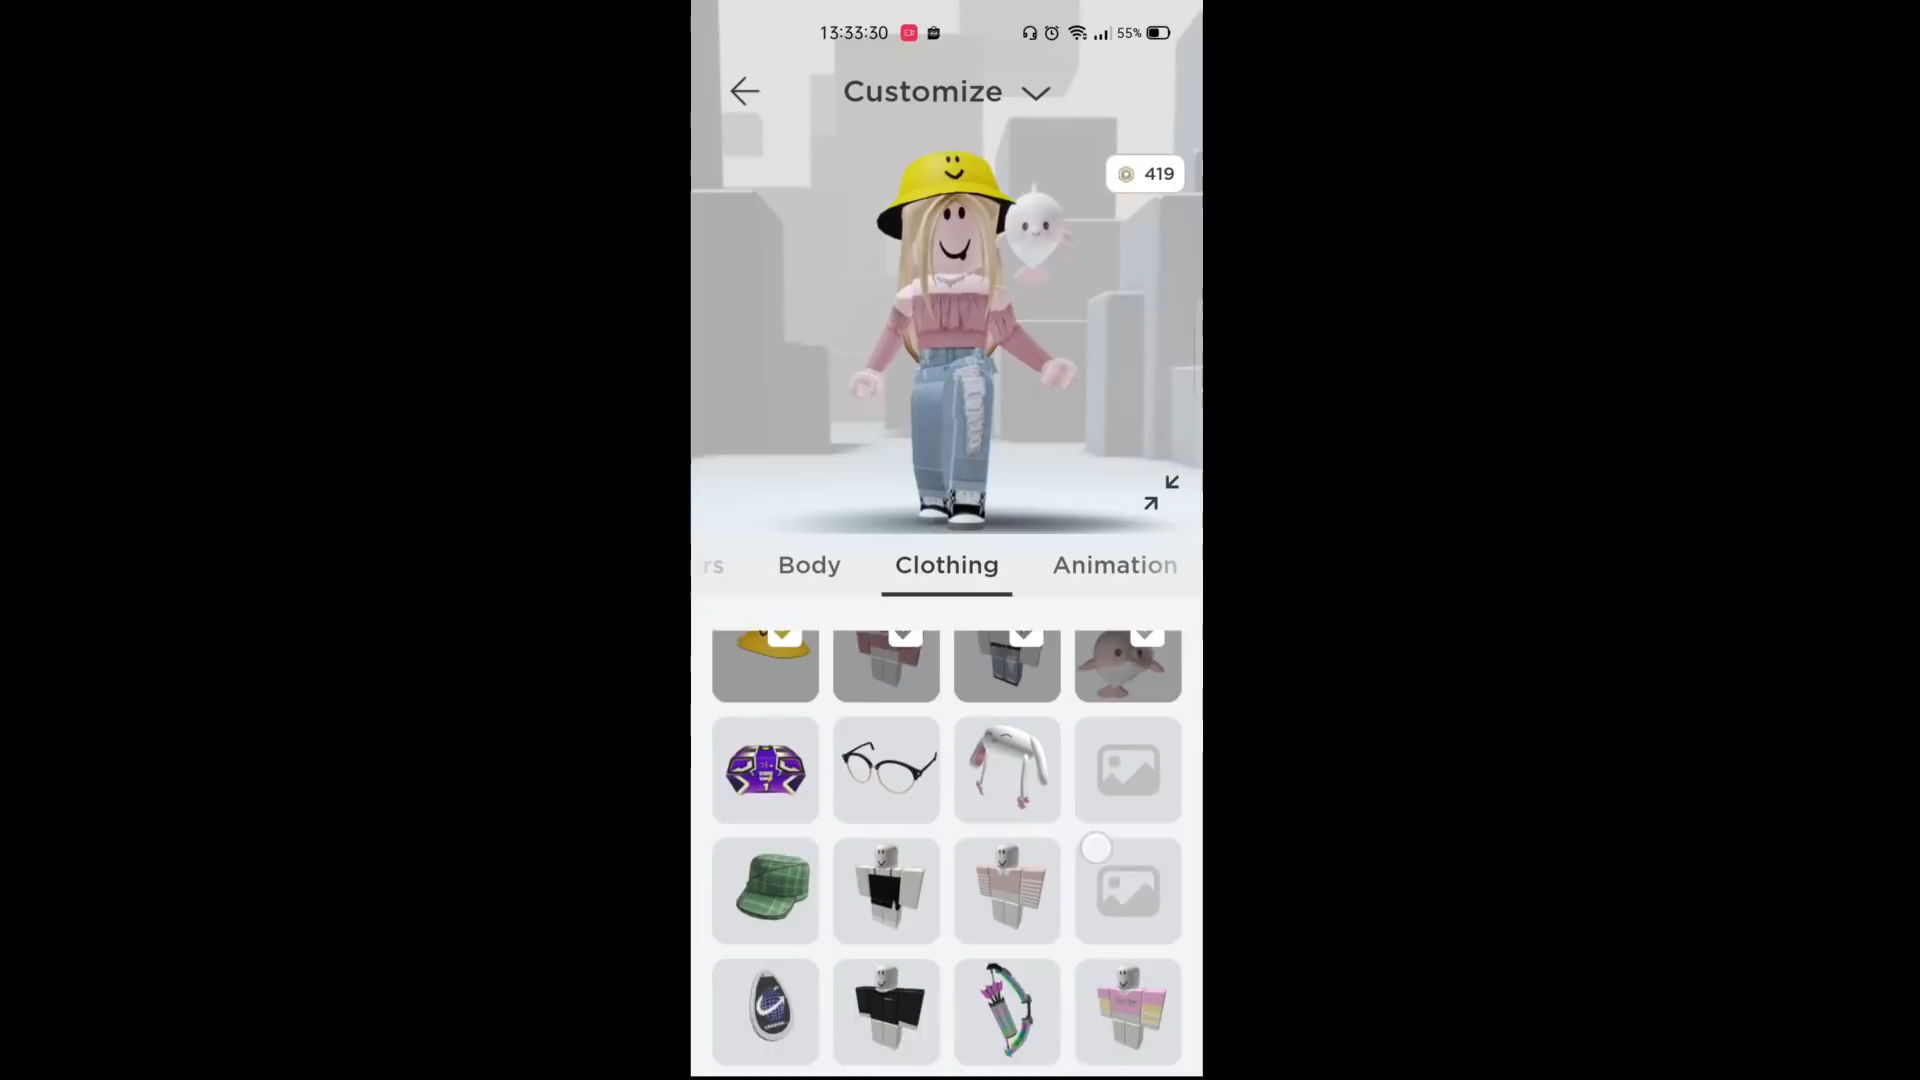 13:33:30
55%
Customize
419
rs
Body
Clothing
Animation